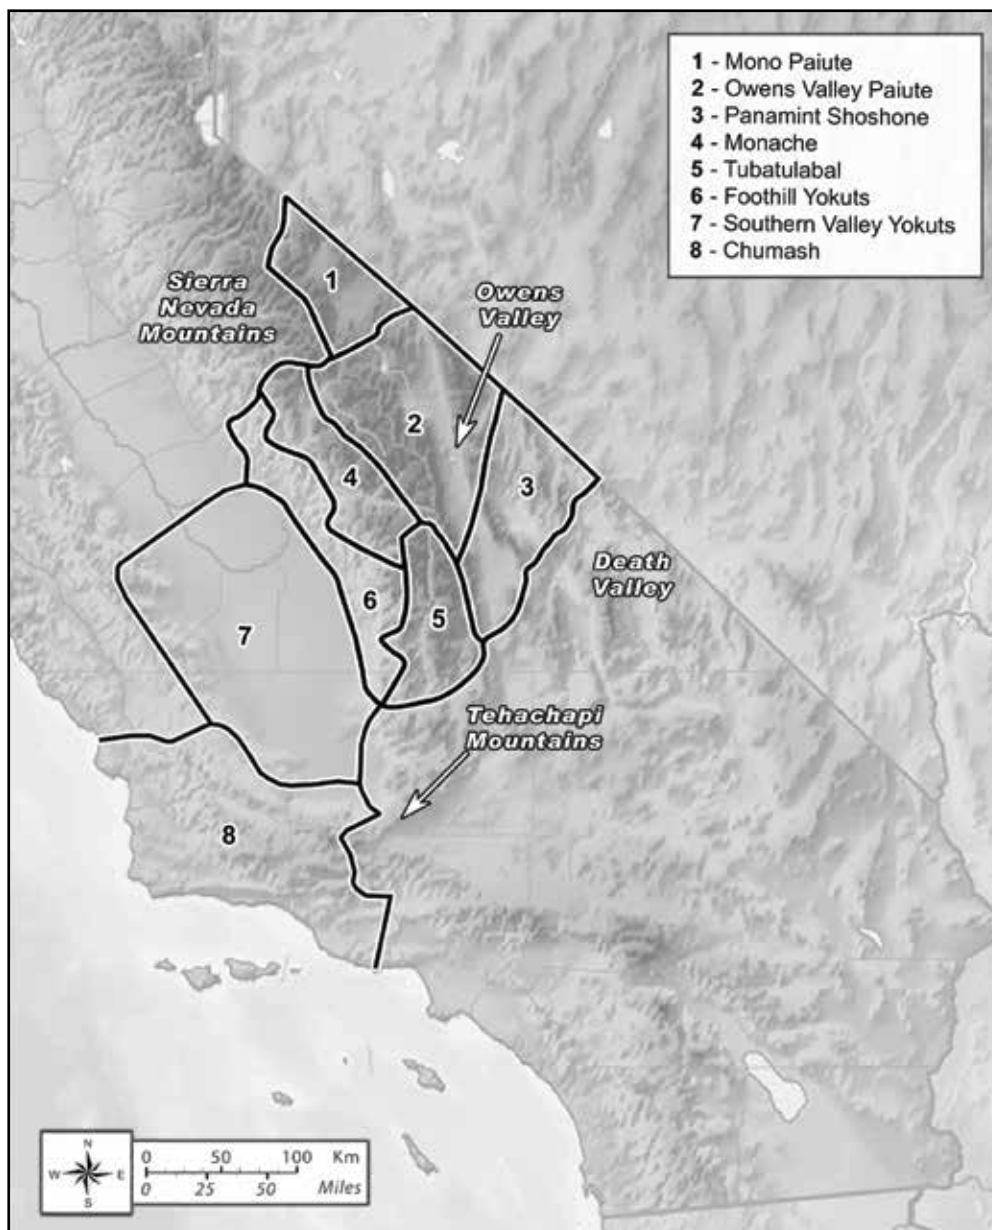 1 - Mono Paiute
2 - Owens Valley Paiute
3 - Panamint Shoshone
4 - Monache
5 - Tubatulabal
6 - Foothill Yokuts
7 - Southern Valley Yokuts
8 - Chumash
Sierra
Nevada
Mountains
1
Owens
Valley
2
4
3
Death
Valley
6
5
7
Tehachapi
Mountains
8
N
W
E
S
0 50 100 Km
0 25 50 Miles